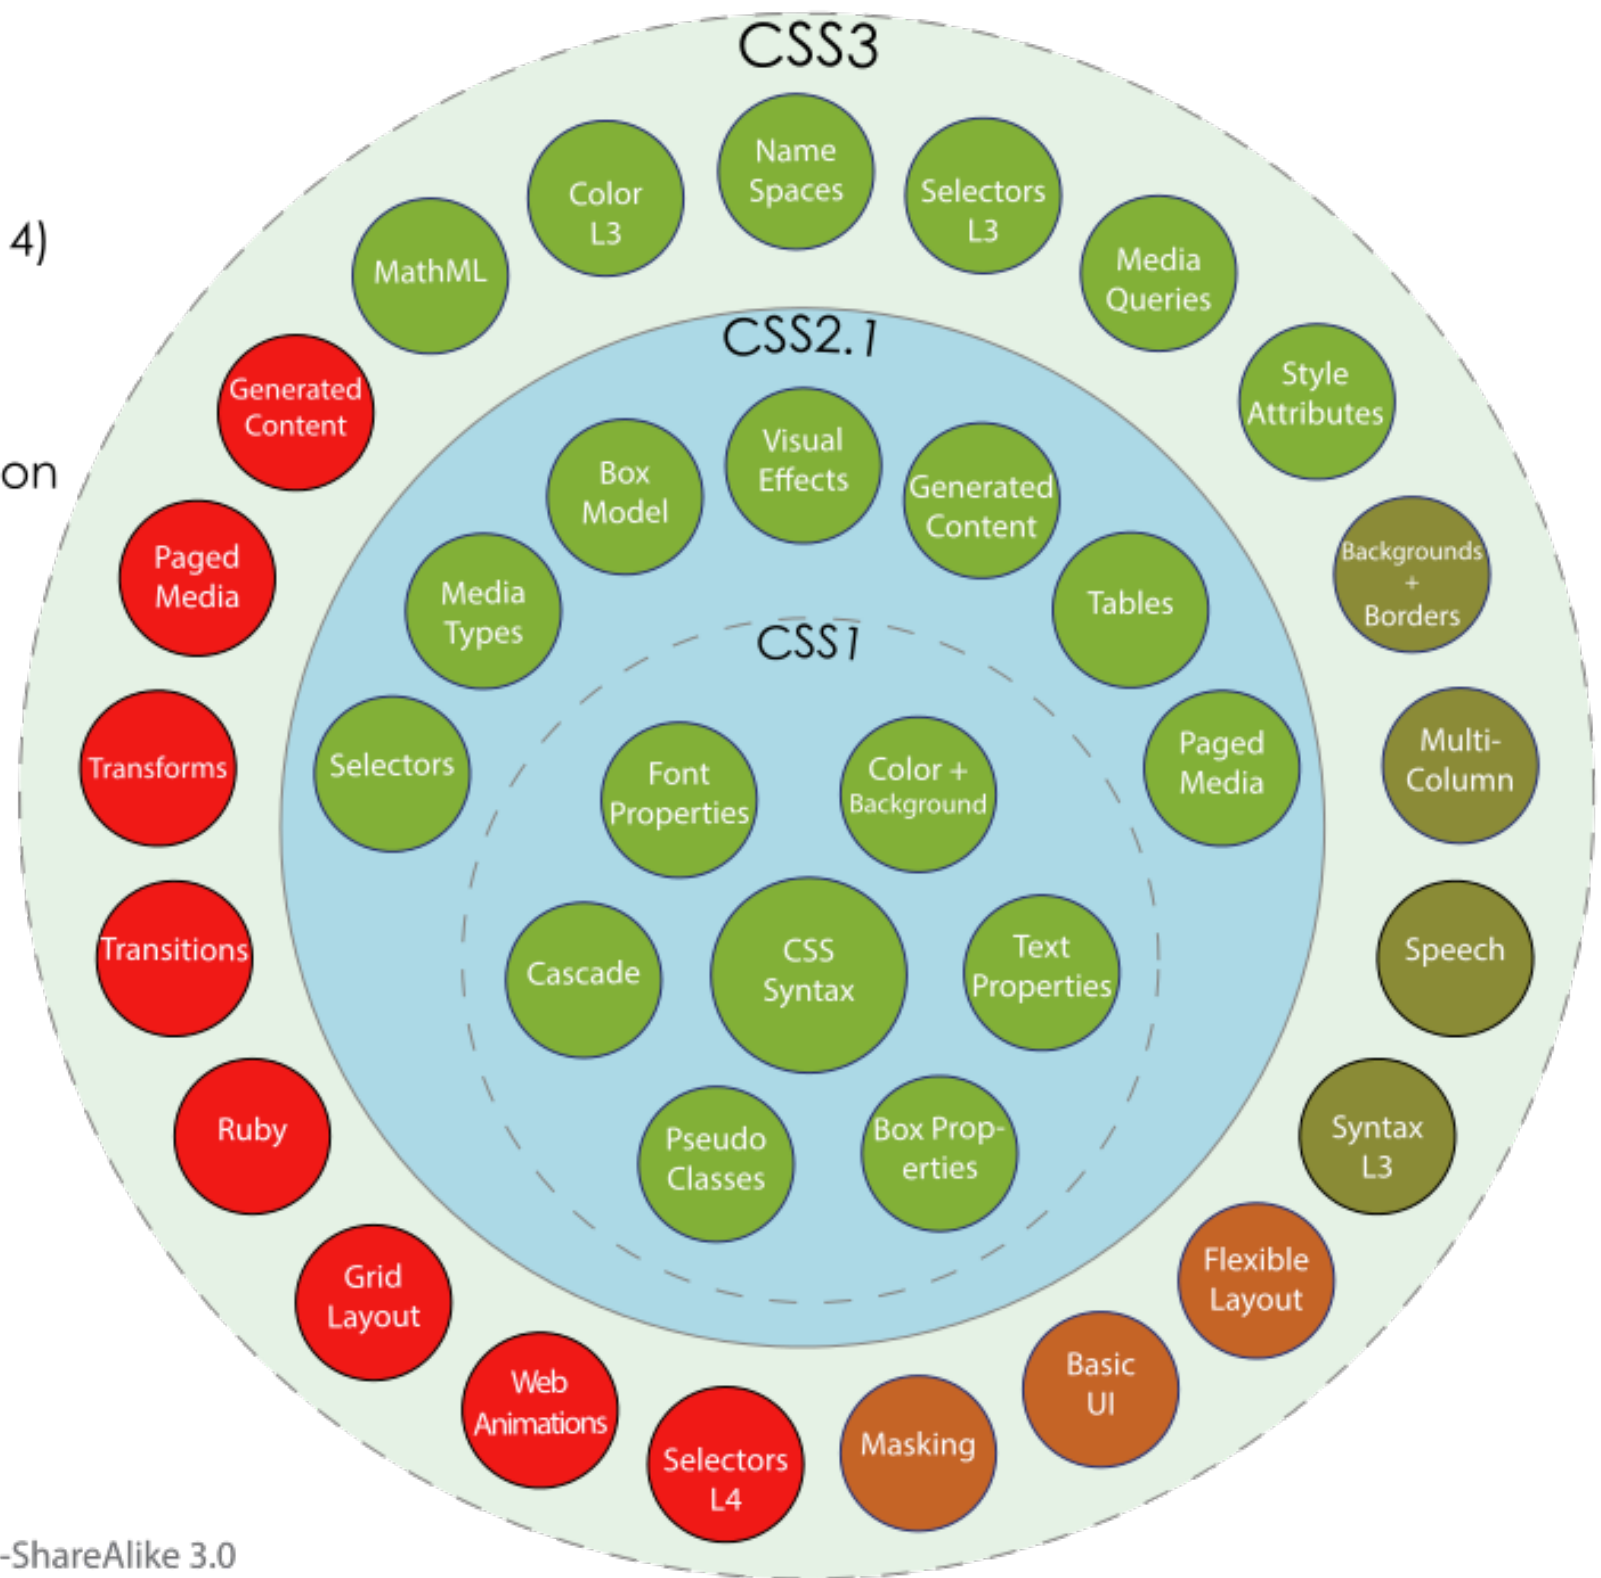 CSS3
Name
Spaces
Color
L3
Selectors
L3
4)
MathML
Media
Queries
CSS2.1
Generated
Content
Style
Attributes
on
Visual
Effects
Box
Model
Generated
Content
Paged
Media
Media
Types
Tables
Backgrounds
+
Borders
CSS1
Transforms
Selectors
Font
Properties
Color +
Background
Paged
Media
Multi-
Column
Transitions
Cascade
CSS
Syntax
Text
Properties
Speech
Ruby
Pseudo
Classes
Box Prop-
erties
Syntax
L3
Grid
Layout
Flexible
Layout
Web
Animations
Basic
UI
Selectors
L4
Masking
-ShareAlike 3.0